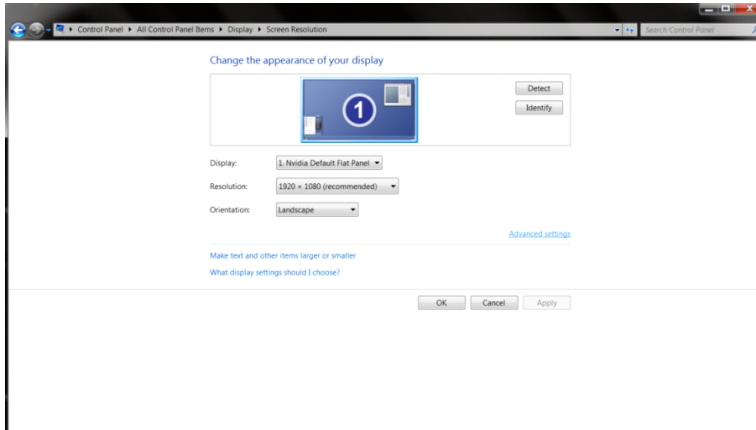 Control Panel ▸ All Control Panel Items ▸ Display ▸ Screen Resolution
Search Control Panel
Change the appearance of your display
1
Detect
Identify
Display: 1. Nvidia Default Flat Panel
Resolution: 1920 × 1080 (recommended)
Orientation: Landscape
Advanced settings
Make text and other items larger or smaller
What display settings should I choose?
OK Cancel Apply